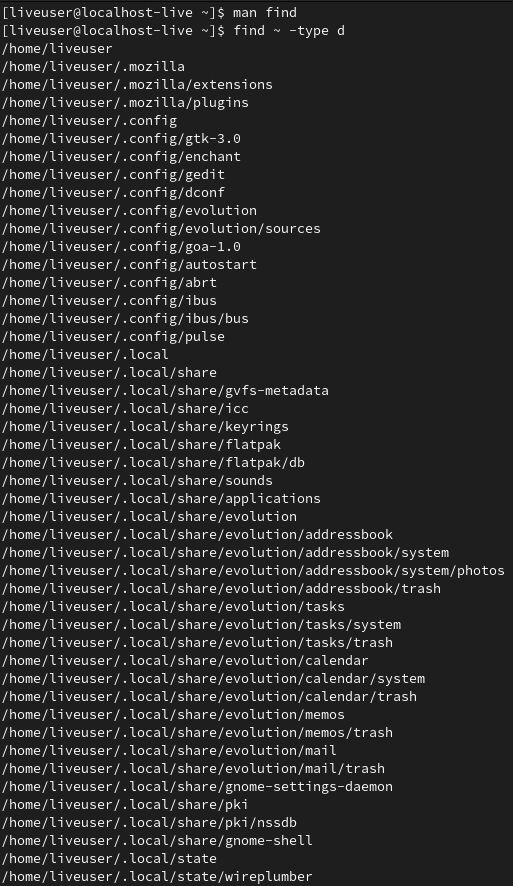 [liveuser@localhost-live ~]$ man find
[liveuser@localhost-live ~]$ find ~ -type d
/home/liveuser
/home/liveuser/.mozilla
/home/liveuser/.mozilla/extensions
/home/liveuser/.mozilla/plugins
/home/liveuser/.config
/home/liveuser/.config/gtk-3.0
/home/liveuser/.config/enchant
/home/liveuser/.config/gedit
/home/liveuser/.config/dconf
/home/liveuser/.config/evolution
/home/liveuser/.config/evolution/sources
/home/liveuser/.config/goa-1.0
/home/liveuser/.config/autostart
/home/liveuser/.config/abrt
/home/liveuser/.config/ibus
/home/liveuser/.config/ibus/bus
/home/liveuser/.config/pulse
/home/liveuser/.local
/home/liveuser/.local/share
/home/liveuser/.local/share/gvfs-metadata
/home/liveuser/.local/share/icc
/home/liveuser/.local/share/keyrings
/home/liveuser/.local/share/flatpak
/home/liveuser/.local/share/flatpak/db
/home/liveuser/.local/share/sounds
/home/liveuser/.local/share/applications
/home/liveuser/.local/share/evolution
/home/liveuser/.local/share/evolution/addressbook
/home/liveuser/.local/share/evolution/addressbook/system
/home/liveuser/.local/share/evolution/addressbook/system/photos
/home/liveuser/.local/share/evolution/addressbook/trash
/home/liveuser/.local/share/evolution/tasks
/home/liveuser/.local/share/evolution/tasks/system
/home/liveuser/.local/share/evolution/tasks/trash
/home/liveuser/.local/share/evolution/calendar
/home/liveuser/.local/share/evolution/calendar/system
/home/liveuser/.local/share/evolution/calendar/trash
/home/liveuser/.local/share/evolution/memos
/home/liveuser/.local/share/evolution/memos/trash
/home/liveuser/.local/share/evolution/mail
/home/liveuser/.local/share/evolution/mail/trash
/home/liveuser/.local/share/gnome-settings-daemon
/home/liveuser/.local/share/pki
/home/liveuser/.local/share/pki/nssdb
/home/liveuser/.local/share/gnome-shell
/home/liveuser/.local/state
/home/liveuser/.local/state/wireplumber